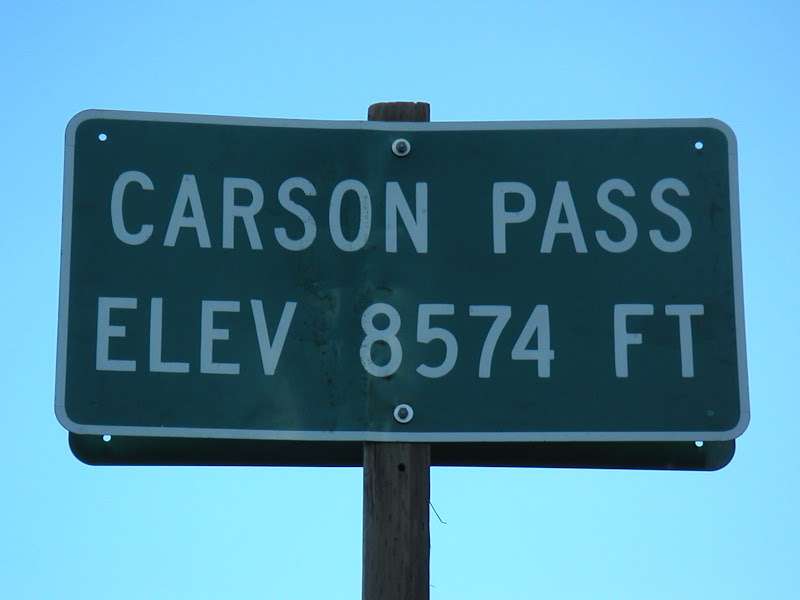 CARSON PASS
ELEV 8574 FT